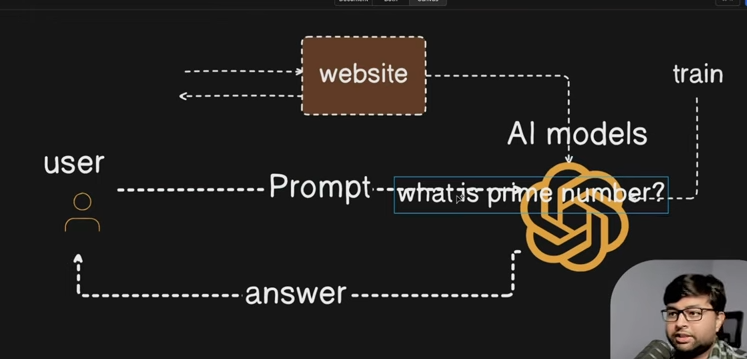 website
train
AI models
user
Prompt
what is prime number?
answer